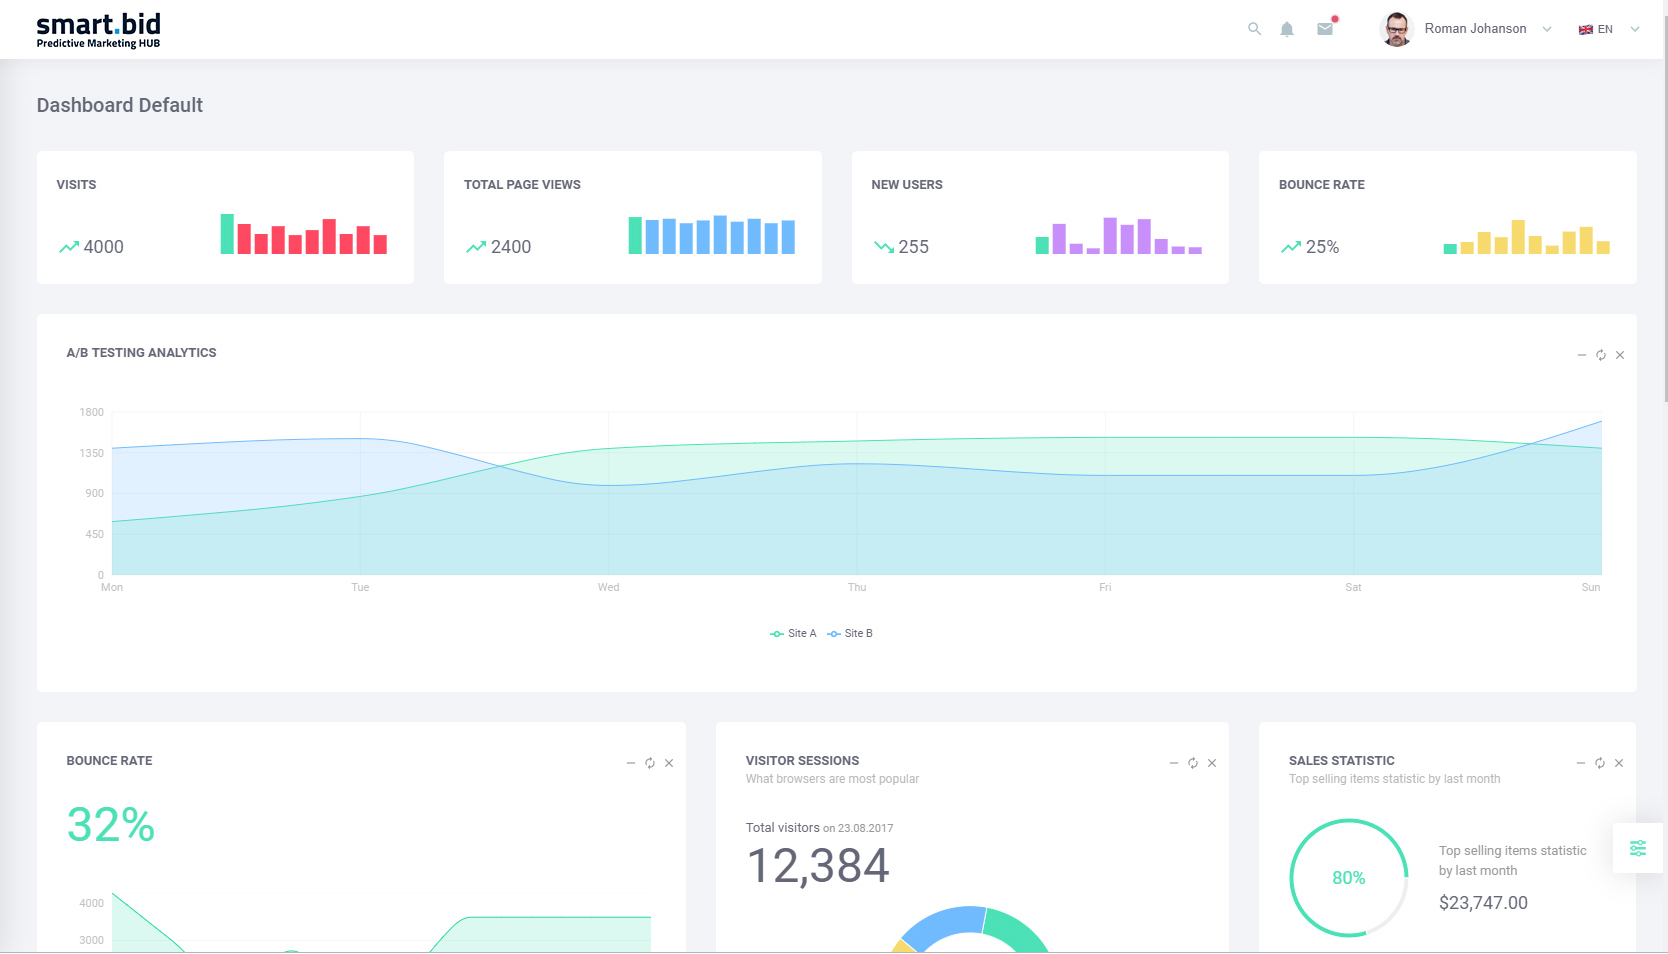 smart.bid
Predictive Marketing HUB
Roman Johanson
EN
Dashboard Default
VISITS
4000
TOTAL PAGE VIEWS
2400
NEW USERS
255
BOUNCE RATE
25%
A/B TESTING ANALYTICS
1800
1350
900
450
0
Mon Tue Wed Thu Fri Sat Sun
Site A Site B
BOUNCE RATE
32%
4000
3000
VISITOR SESSIONS
What browsers are most popular
Total visitors on 23.08.2017
12,384
SALES STATISTIC
Top selling items statistic by last month
80%
Top selling items statistic
by last month
$23,747.00